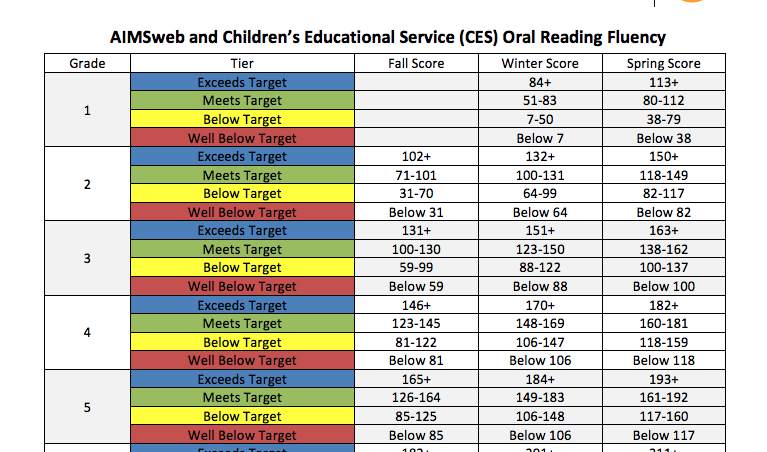 AIMSweb and Children's Educational Service (CES) Oral Reading Fluency
Grade Tier Fall Score Winter Score Spring Score
Exceeds Target 84+ 113+
Meets Target 51-83 80-112
1
Below Target 7-50 38-79
Well Below Target Below 7 Below 38
Exceeds Target 102+ 132+ 150+
Meets Target 71-101 100-131 118-149
2
Below Target 31-70 64-99 82-117
Well Below Target Below 31 Below 64 Below 82
Exceeds Target 131+ 151+ 163+
Meets Target 100-130 123-150 138-162
3
Below Target 59-99 88-122 100-137
Well Below Target Below 59 Below 88 Below 100
Exceeds Target 146+ 170+ 182+
Meets Target 123-145 148-169 160-181
4
Below Target 81-122 106-147 118-159
Well Below Target Below 81 Below 106 Below 118
Exceeds Target 165+ 184+ 193+
Meets Target 126-164 149-183 161-192
5
Below Target 85-125 106-148 117-160
Well Below Target Below 85 Below 106 Below 117